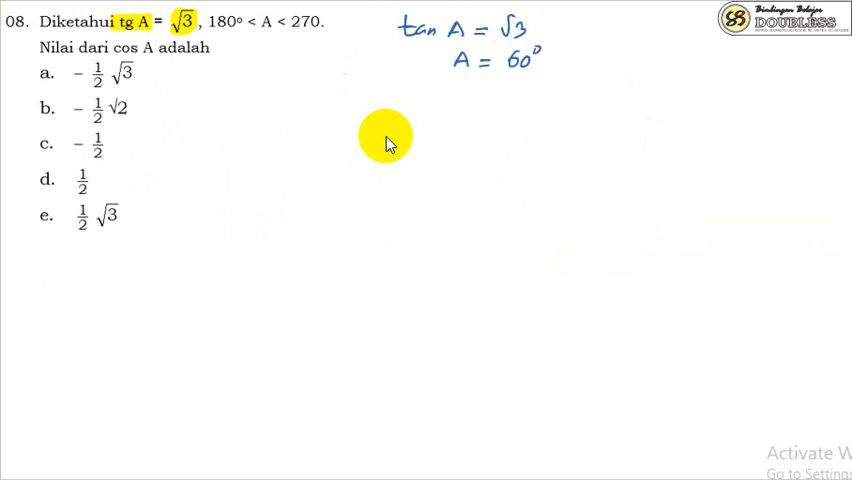 08. Diketahui tg A = √3 , 180° < A < 270.
Nilai dari cos A adalah
a. - 1/2 √3
b. - 1/2 √2
c. - 1/2
d. 1/2
e. 1/2 √3
tan A = √3
A = 60°
Bimbingan Belajar
DOUBLESS
Activate W
Go to Settings